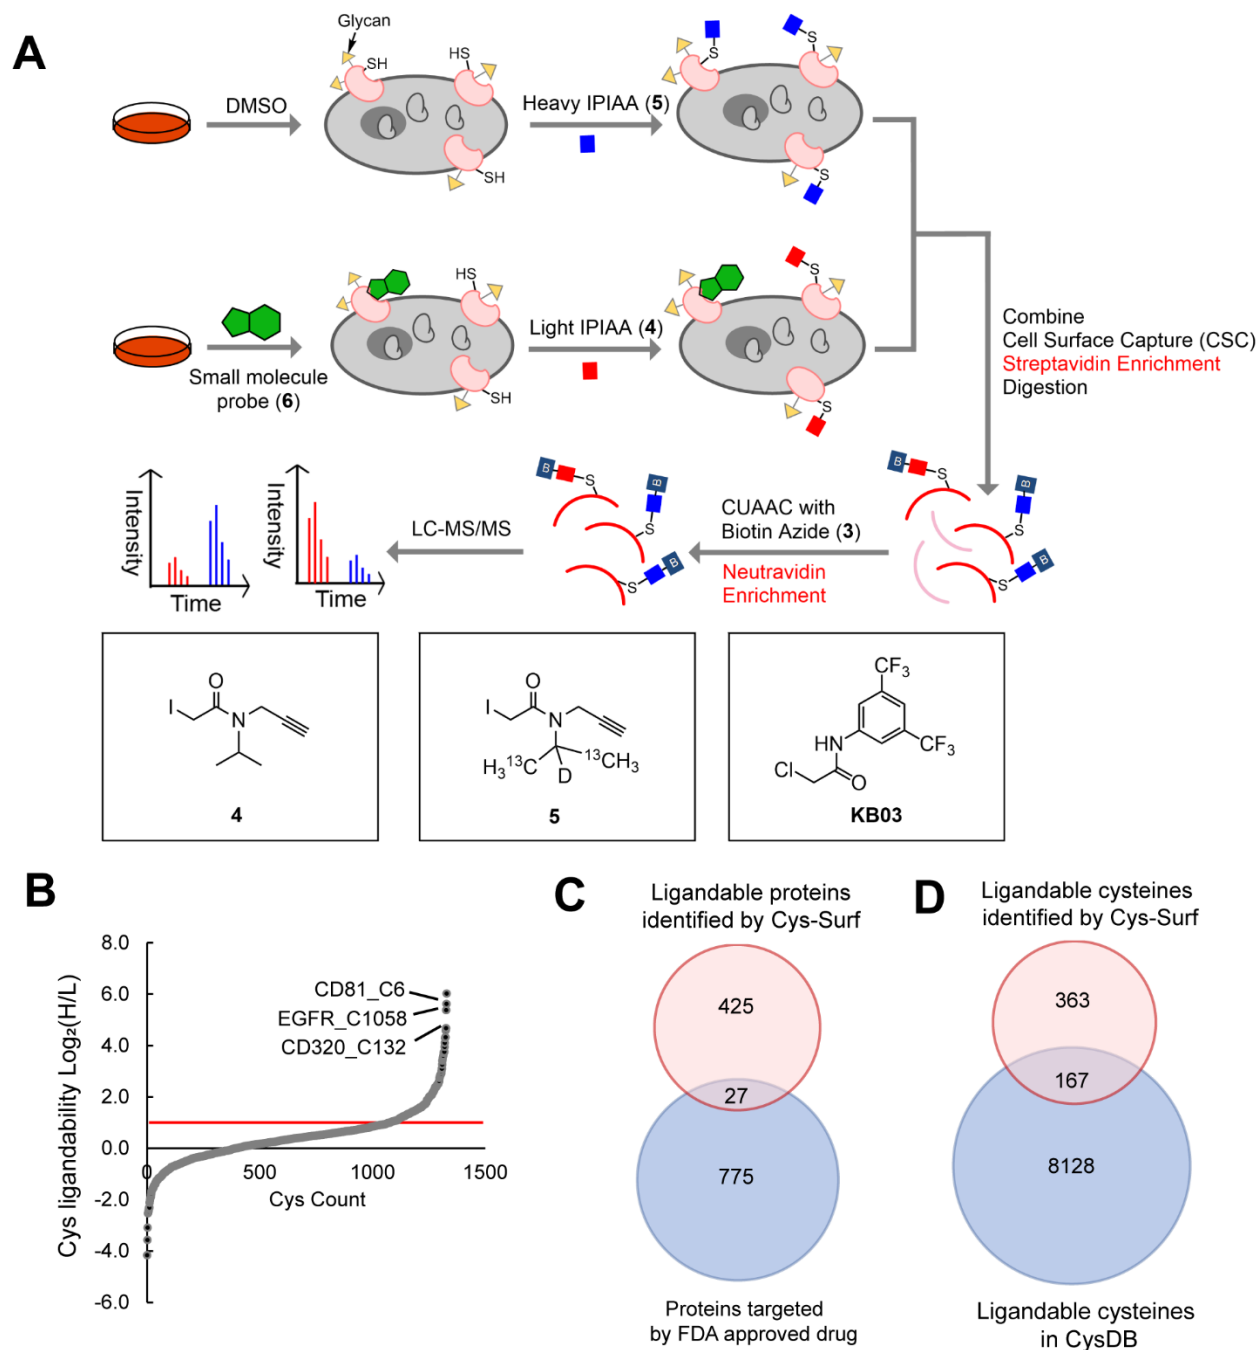 A
Glycan
SH
HS
SH
DMSO
Heavy IPIAA (5)
S
S
S
HS
SH
Small molecule
probe (6)
Light IPIAA (4)
S
S
Combine
Cell Surface Capture (CSC)
Streptavidin Enrichment
Digestion
B
S
B
S
S
B
CUAAC with
Biotin Azide (3)
Neutravidin
Enrichment
B
S
B
S
S
B
LC-MS/MS
Intensity
Time
Intensity
Time
O
I
N
4
O
I
N
H₃¹³C
¹³CH₃
D
5
CF₃
CF₃
HN
Cl
O
KB03
B
Cys ligandability Log₂(H/L)
8.0
6.0
4.0
2.0
0.0
-2.0
-4.0
-6.0
0
500
1000
1500
Cys Count
CD81_C6
EGFR_C1058
CD320_C132
C
Ligandable proteins
identified by Cys-Surf
425
27
775
Proteins targeted
by FDA approved drug
D
Ligandable cysteines
identified by Cys-Surf
363
167
8128
Ligandable cysteines
in CysDB